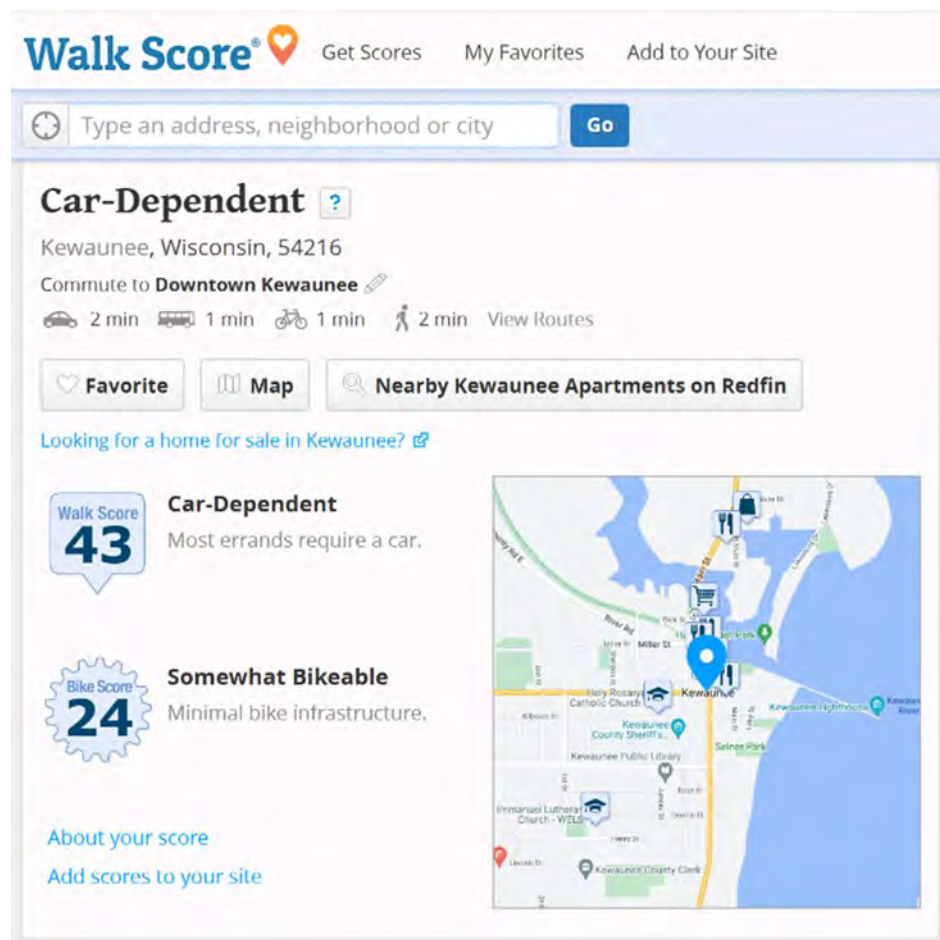 Walk Score®
Get Scores
My Favorites
Add to Your Site
Type an address, neighborhood or city
Go
Car-Dependent ?
Kewaunee, Wisconsin, 54216
Commute to Downtown Kewaunee
2 min 1 min 1 min 2 min View Routes
Favorite
Map
Nearby Kewaunee Apartments on Redfin
Looking for a home for sale in Kewaunee?
Walk Score
43
Car-Dependent
Most errands require a car.
Bike Score
24
Somewhat Bikeable
Minimal bike infrastructure.
About your score
Add scores to your site
River Rd
Miller St
Park
Holy Rosary
Catholic Church
Kewaunee
Kewaunee Lighthouse
Kewaunee
County Sheriff's...
Selner Park
Kewaunee Public Library
Immanuel Lutheran
Church - WELS
Kewaunee County Clerk